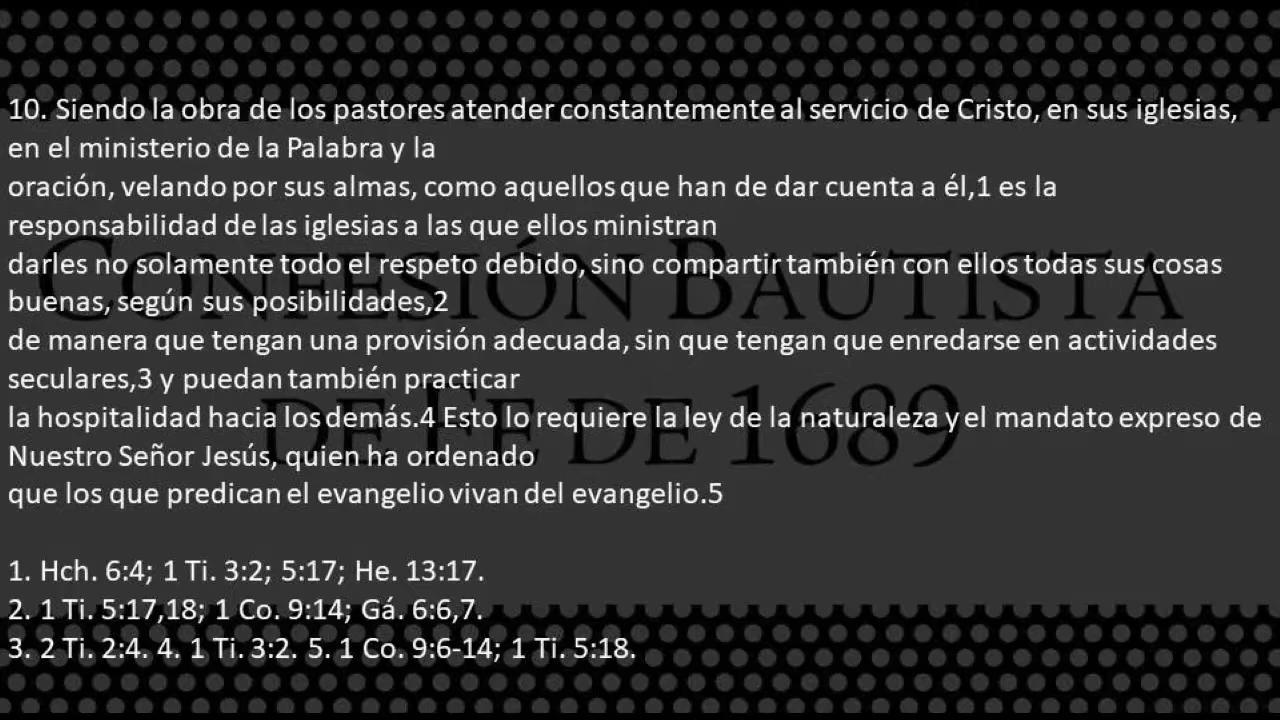 10. Siendo la obra de los pastores atender constantemente al servicio de Cristo, en sus iglesias,
en el ministerio de la Palabra y la
oración, velando por sus almas, como aquellos que han de dar cuenta a él,1 es la
responsabilidad de las iglesias a las que ellos ministran
darles no solamente todo el respeto debido, sino compartir también con ellos todas sus cosas
buenas, según sus posibilidades,2
de manera que tengan una provisión adecuada, sin que tengan que enredarse en actividades
seculares,3 y puedan también practicar
la hospitalidad hacia los demás.4 Esto lo requiere la ley de la naturaleza y el mandato expreso de
Nuestro Señor Jesús, quien ha ordenado
que los que predican el evangelio vivan del evangelio.5
1. Hch. 6:4; 1 Ti. 3:2; 5:17; He. 13:17.
2. 1 Ti. 5:17,18; 1 Co. 9:14; Gá. 6:6,7.
3. 2 Ti. 2:4. 4. 1 Ti. 3:2. 5. 1 Co. 9:6-14; 1 Ti. 5:18.
CONFESIÓN BAUTISTA
DE FE DE 1689